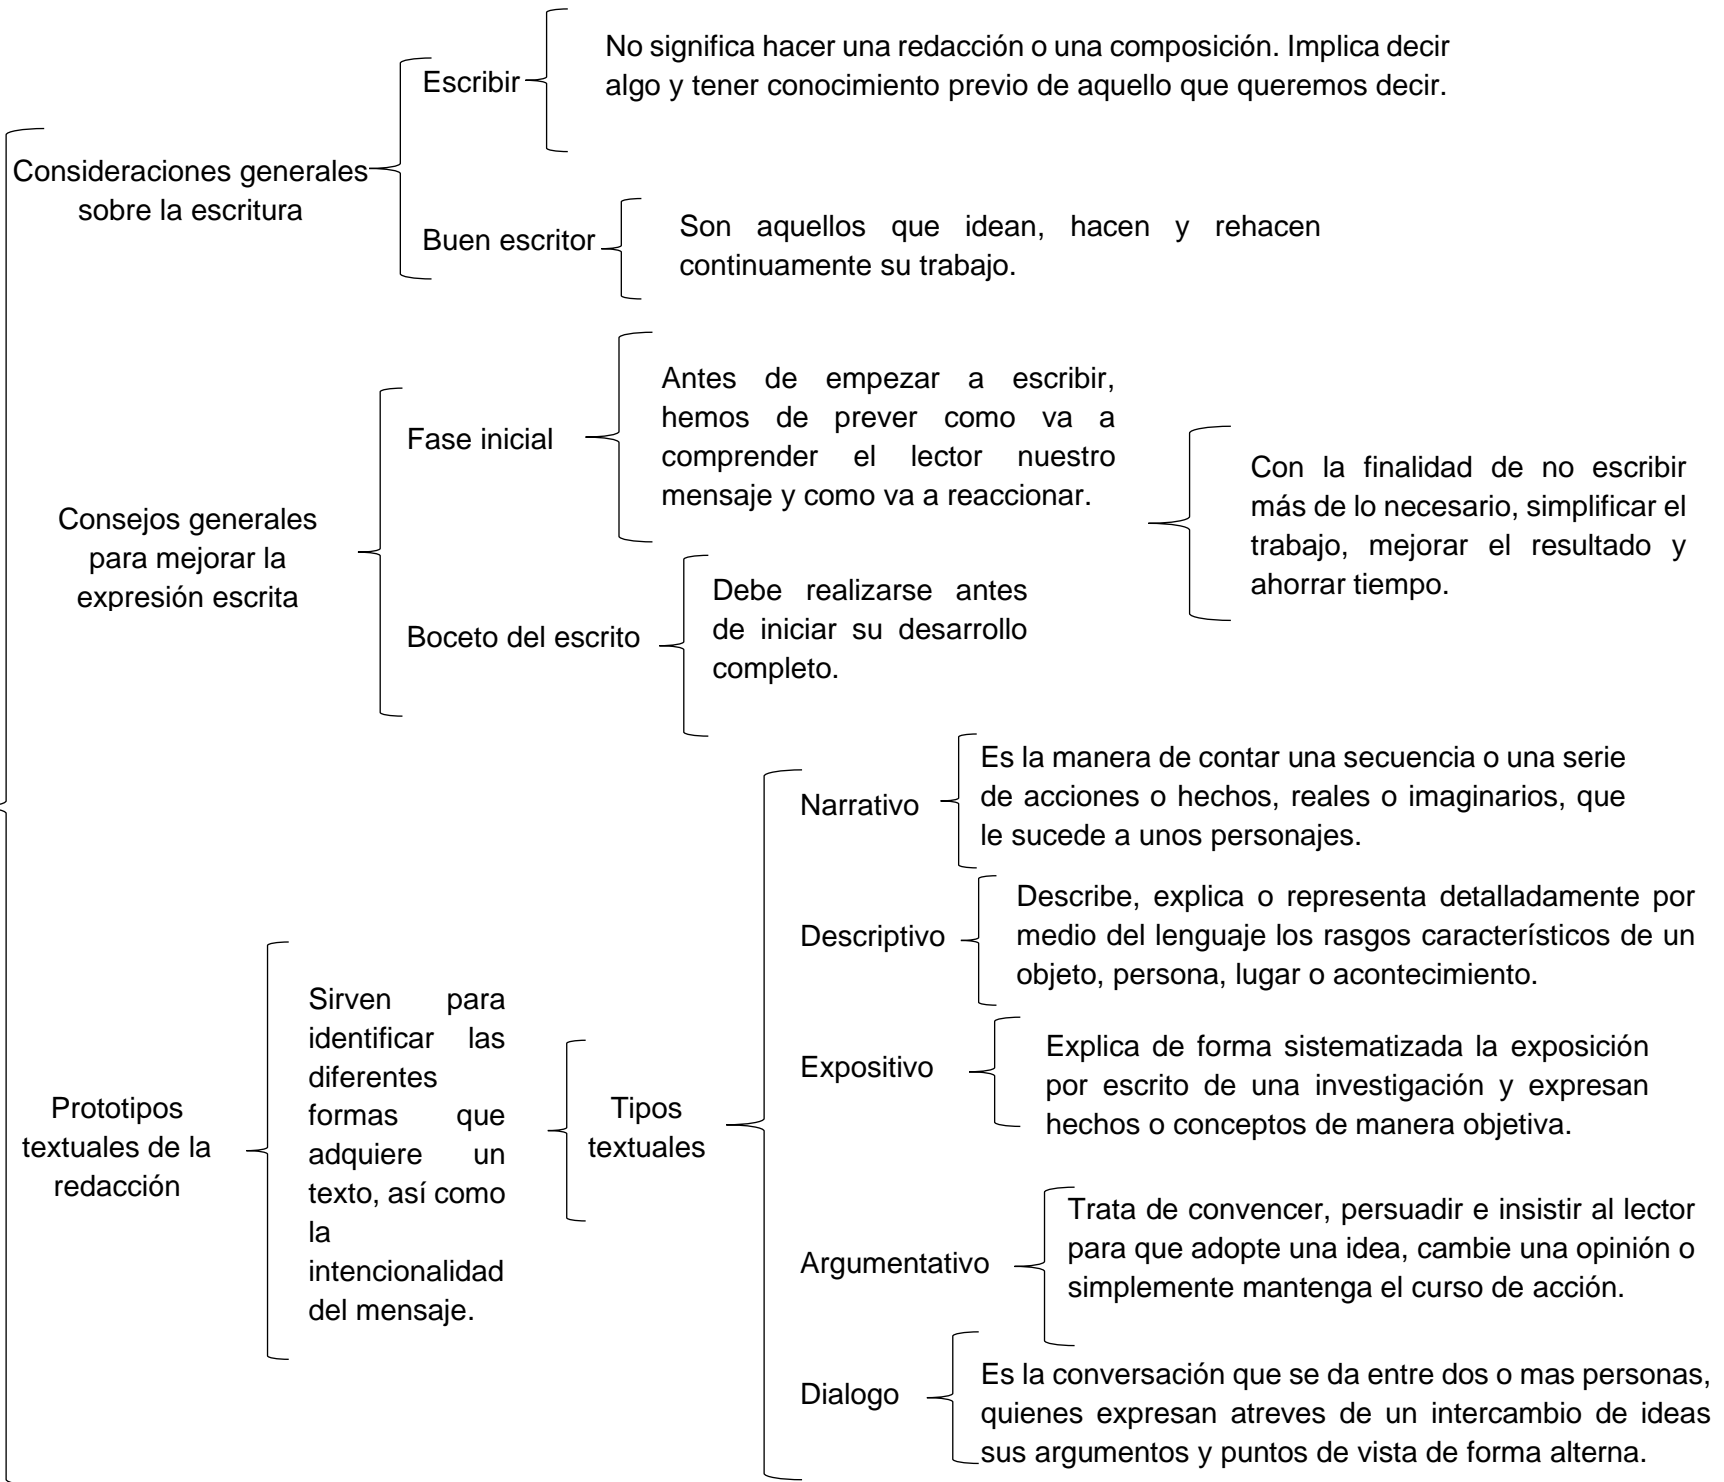 Escribir
No significa hacer una redacción o una composición. Implica decir
algo y tener conocimiento previo de aquello que queremos decir.
Consideraciones generales
sobre la escritura
Buen escritor
Son aquellos que idean, hacen y rehacen
continuamente su trabajo.
Consejos generales
para mejorar la
expresión escrita
Fase inicial
Antes de empezar a escribir,
hemos de prever como va a
comprender el lector nuestro
mensaje y como va a reaccionar.
Boceto del escrito
Debe realizarse antes
de iniciar su desarrollo
completo.
Con la finalidad de no escribir
más de lo necesario, simplificar el
trabajo, mejorar el resultado y
ahorrar tiempo.
Prototipos
textuales de la
redacción
Sirven para
identificar las
diferentes
formas que
adquiere un
texto, así como
la
intencionalidad
del mensaje.
Tipos
textuales
Narrativo
Es la manera de contar una secuencia o una serie
de acciones o hechos, reales o imaginarios, que
le sucede a unos personajes.
Descriptivo
Describe, explica o representa detalladamente por
medio del lenguaje los rasgos característicos de un
objeto, persona, lugar o acontecimiento.
Expositivo
Explica de forma sistematizada la exposición
por escrito de una investigación y expresan
hechos o conceptos de manera objetiva.
Argumentativo
Trata de convencer, persuadir e insistir al lector
para que adopte una idea, cambie una opinión o
simplemente mantenga el curso de acción.
Dialogo
Es la conversación que se da entre dos o mas personas,
quienes expresan atreves de un intercambio de ideas
sus argumentos y puntos de vista de forma alterna.